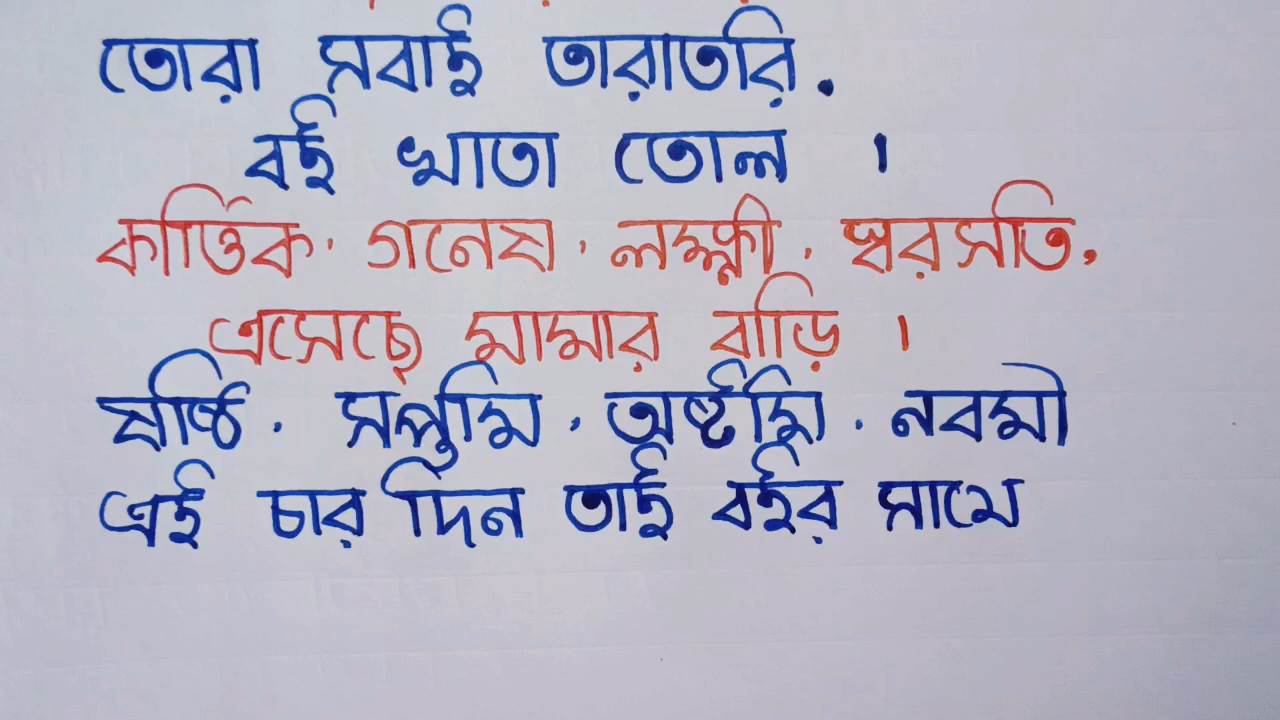 তোরা সবাই তারাতরি.
বই খাতা তোল ।
কার্ত্তিক, গনেষ, লক্ষ্মী, স্বরসতি,
এসেছে মামার বাড়ি ।
ষষ্ঠি, সপ্তমি, অষ্টমি, নবমী
এই চার দিন তাই বইর সাথে